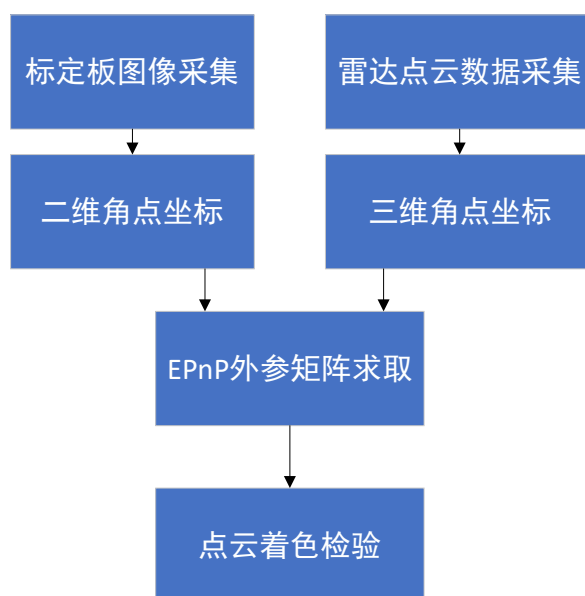 标定板图像采集
雷达点云数据采集
二维角点坐标
三维角点坐标
EPnP外参矩阵求取
点云着色检验